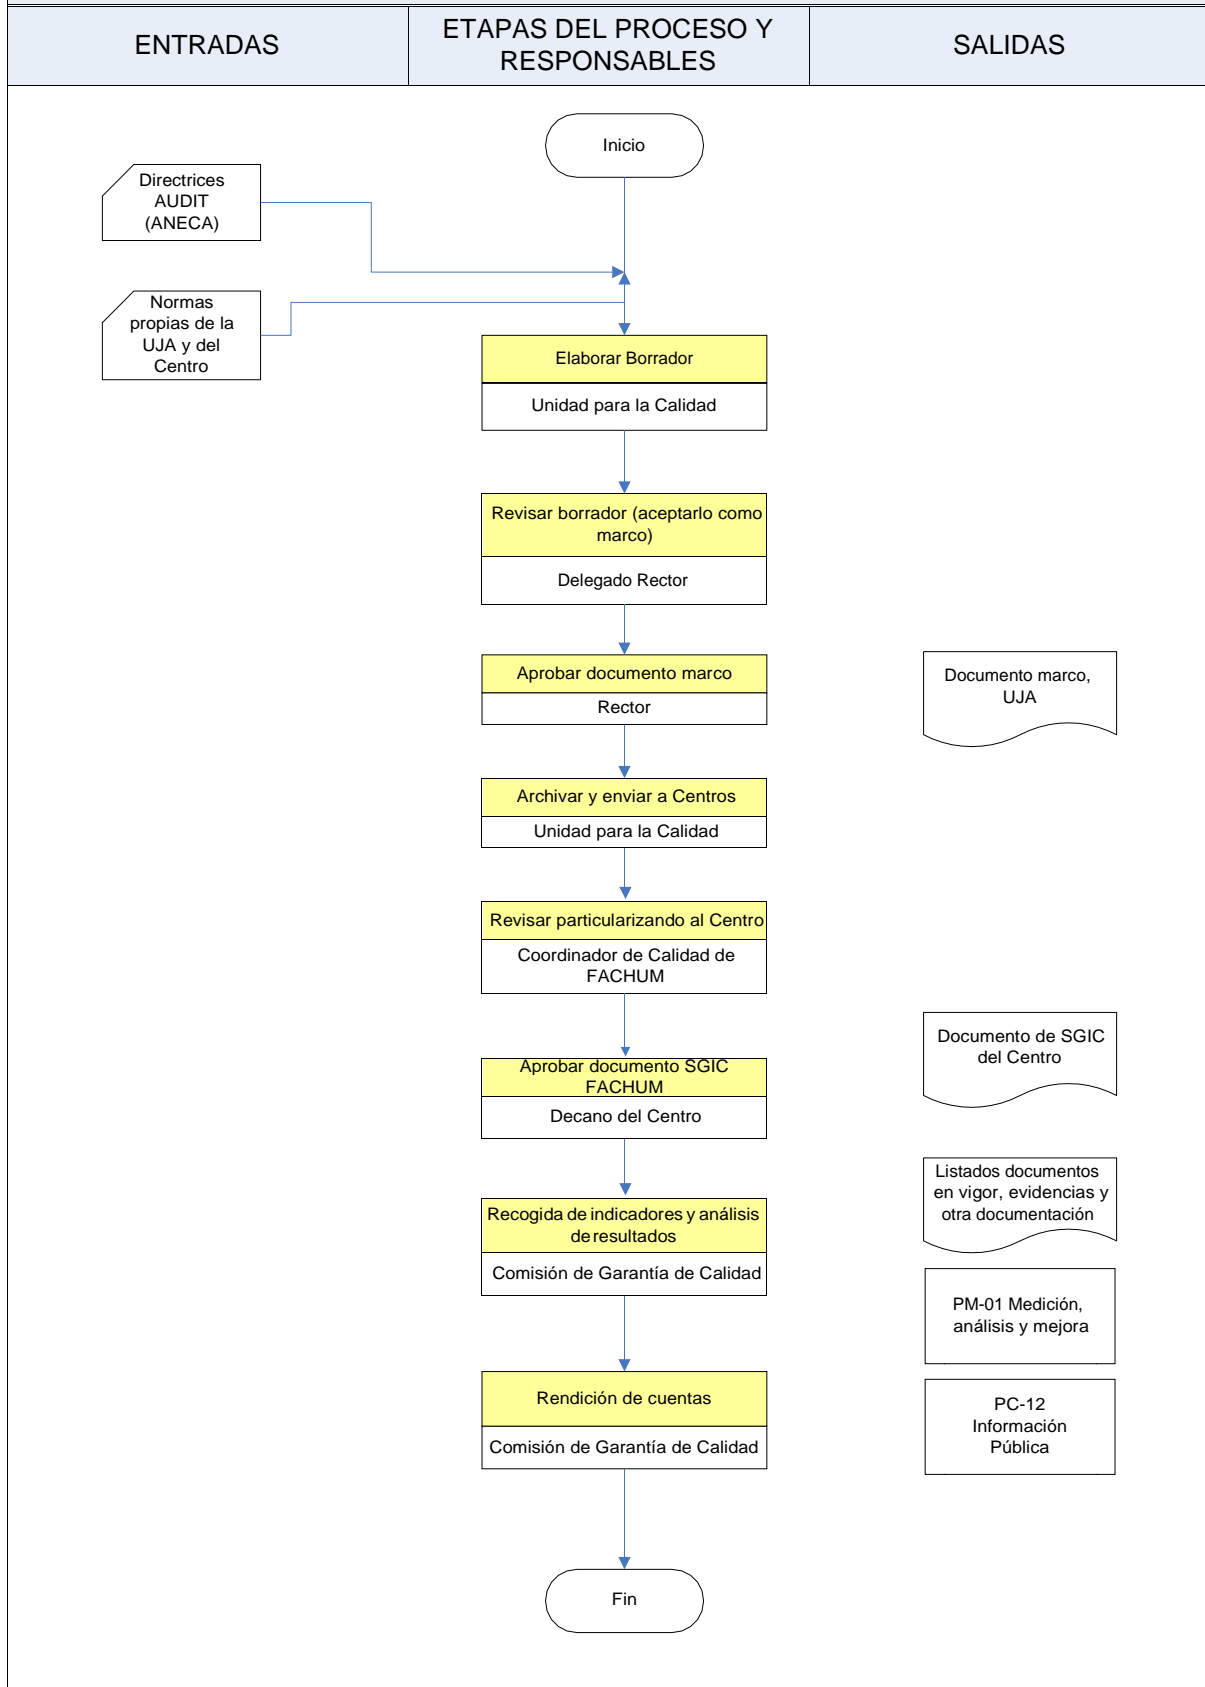 ENTRADAS
ETAPAS DEL PROCESO Y
RESPONSABLES
SALIDAS
Inicio
Directrices
AUDIT
(ANECA)
Normas
propias de la
UJA y del
Centro
Elaborar Borrador
Unidad para la Calidad
Revisar borrador (aceptarlo como
marco)
Delegado Rector
Aprobar documento marco
Rector
Documento marco,
UJA
Archivar y enviar a Centros
Unidad para la Calidad
Revisar particularizando al Centro
Coordinador de Calidad de
FACHUM
Documento de SGIC
del Centro
Aprobar documento SGIC
FACHUM
Decano del Centro
Listados documentos
en vigor, evidencias y
otra documentación
Recogida de indicadores y análisis
de resultados
Comisión de Garantía de Calidad
PM-01 Medición,
análisis y mejora
Rendición de cuentas
Comisión de Garantía de Calidad
PC-12
Información
Pública
Fin